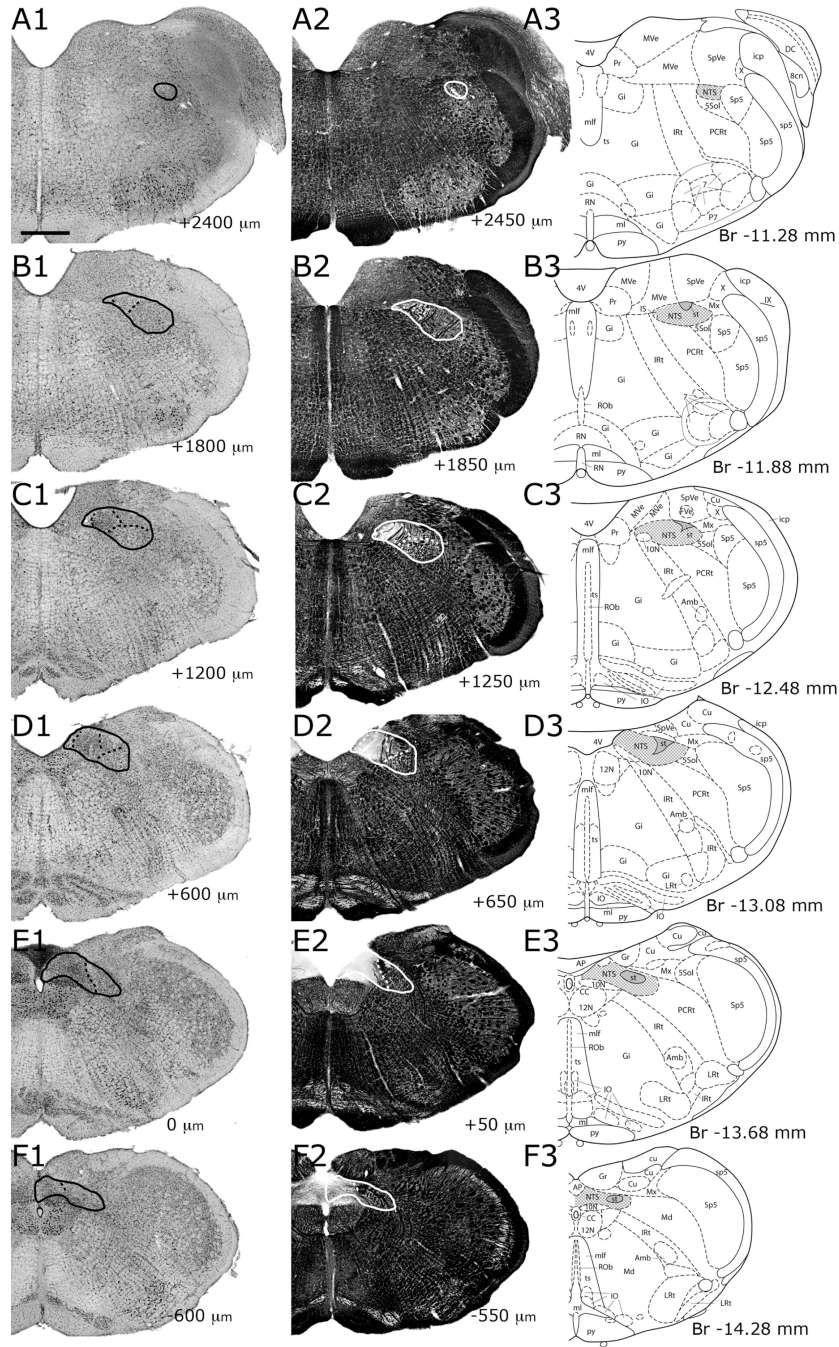 A1
+2400 μm
A2
+2450 μm
A3
4V
Pr
MVe
MVe
SpVe
icp
DC
X
8cn
NTS
5Sol
Sp5
sp5
Gi
mlf
ts
Gi
IRt
PCRt
Sp5
Gi
RN
Gi
7
P7
ml
Gi
py
Br -11.28 mm
B1
+1800 μm
B2
+1850 μm
B3
4V
MVe
SpVe
icp
Pr
MVe
X
IX
mlf
IS
NTS
st
Mx
5Sol
Gi
Sp5
sp5
IRt
PCRt
Sp5
Gi
ROb
7
RN
Gi
Gi
ml
Gi
RN
py
Br -11.88 mm
C1
+1200 μm
C2
+1250 μm
C3
SpVe
Cu
MVe
MVe
EVe
X
icp
4V
Pr
NTS
st
Mx
5Sol
Sp5
sp5
mlf
10N
IRt
PCRt
Sp5
ts
ROb
Gi
Amb
Gi
Gi
py
IO
Br -12.48 mm
D1
+600 μm
D2
+650 μm
D3
Cu
SpVe
Cu
icp
4V
NTS
st
Mx
sp5
5Sol
12N
10N
mlf
IRt
PCRt
Sp5
Gi
Amb
ts
IRt
Gi
Gi
LRt
IO
ml
py
IO
Br -13.08 mm
E1
0 μm
E2
+50 μm
E3
Cu
cu
AP
Gr
Cu
sp5
NTS
st
Mx
5Sol
10N
CC
12N
PCRt
Sp5
IRt
mlf
ROb
ts
Gi
Amb
LRt
IO
LRt
IRt
ml
py
Br -13.68 mm
F1
-600 μm
F2
-550 μm
F3
cu
Gr
Cu
sp5
AP
Cu
Mx
NTS
st
Sp5
10N
CC
12N
Md
IRt
mlf
Amb
ROb
ts
Md
IO
LRt
ml
LRt
py
Br -14.28 mm